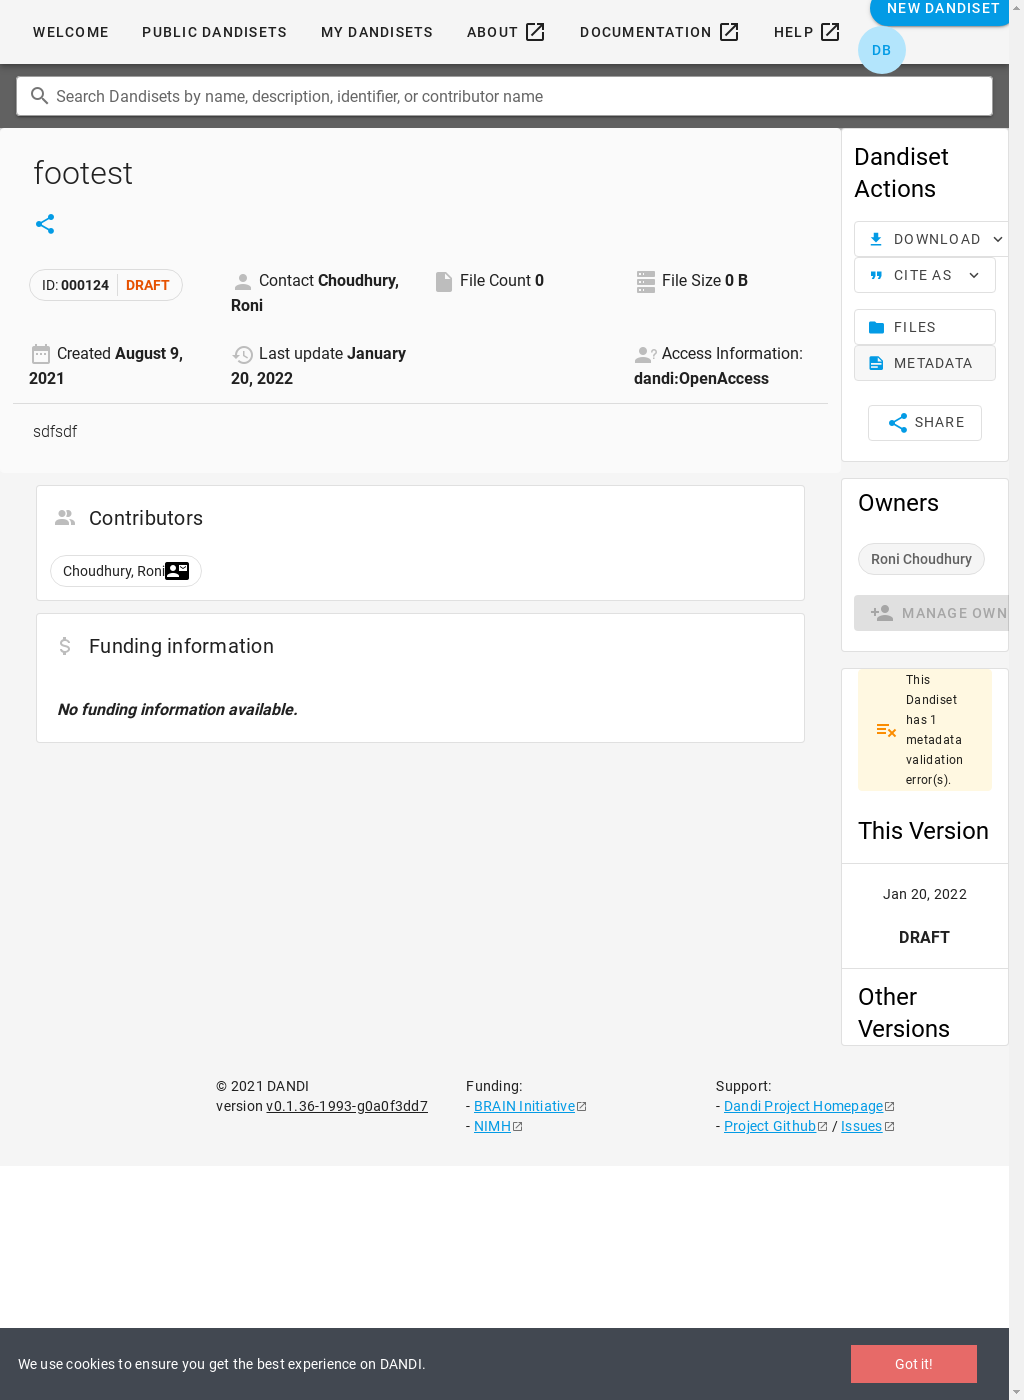 WELCOME
PUBLIC DANDISETS
MY DANDISETS
ABOUT
DOCUMENTATION
HELP
NEW DANDISET
DB
Search Dandisets by name, description, identifier, or contributor name
footest
ID: 000124 DRAFT
Contact Choudhury,
Roni
File Count 0
File Size 0 B
Created August 9,
2021
Last update January
20, 2022
Access Information:
dandi:OpenAccess
sdfsdf
Contributors
Choudhury, Roni
Funding information
No funding information available.
Dandiset
Actions
DOWNLOAD
CITE AS
FILES
METADATA
SHARE
Owners
Roni Choudhury
MANAGE OWN
This
Dandiset
has 1
metadata
validation
error(s).
This Version
Jan 20, 2022
DRAFT
Other
Versions
© 2021 DANDI
version v0.1.36-1993-g0a0f3dd7
Funding:
- BRAIN Initiative
- NIMH
Support:
- Dandi Project Homepage
- Project Github / Issues
We use cookies to ensure you get the best experience on DANDI.
Got it!